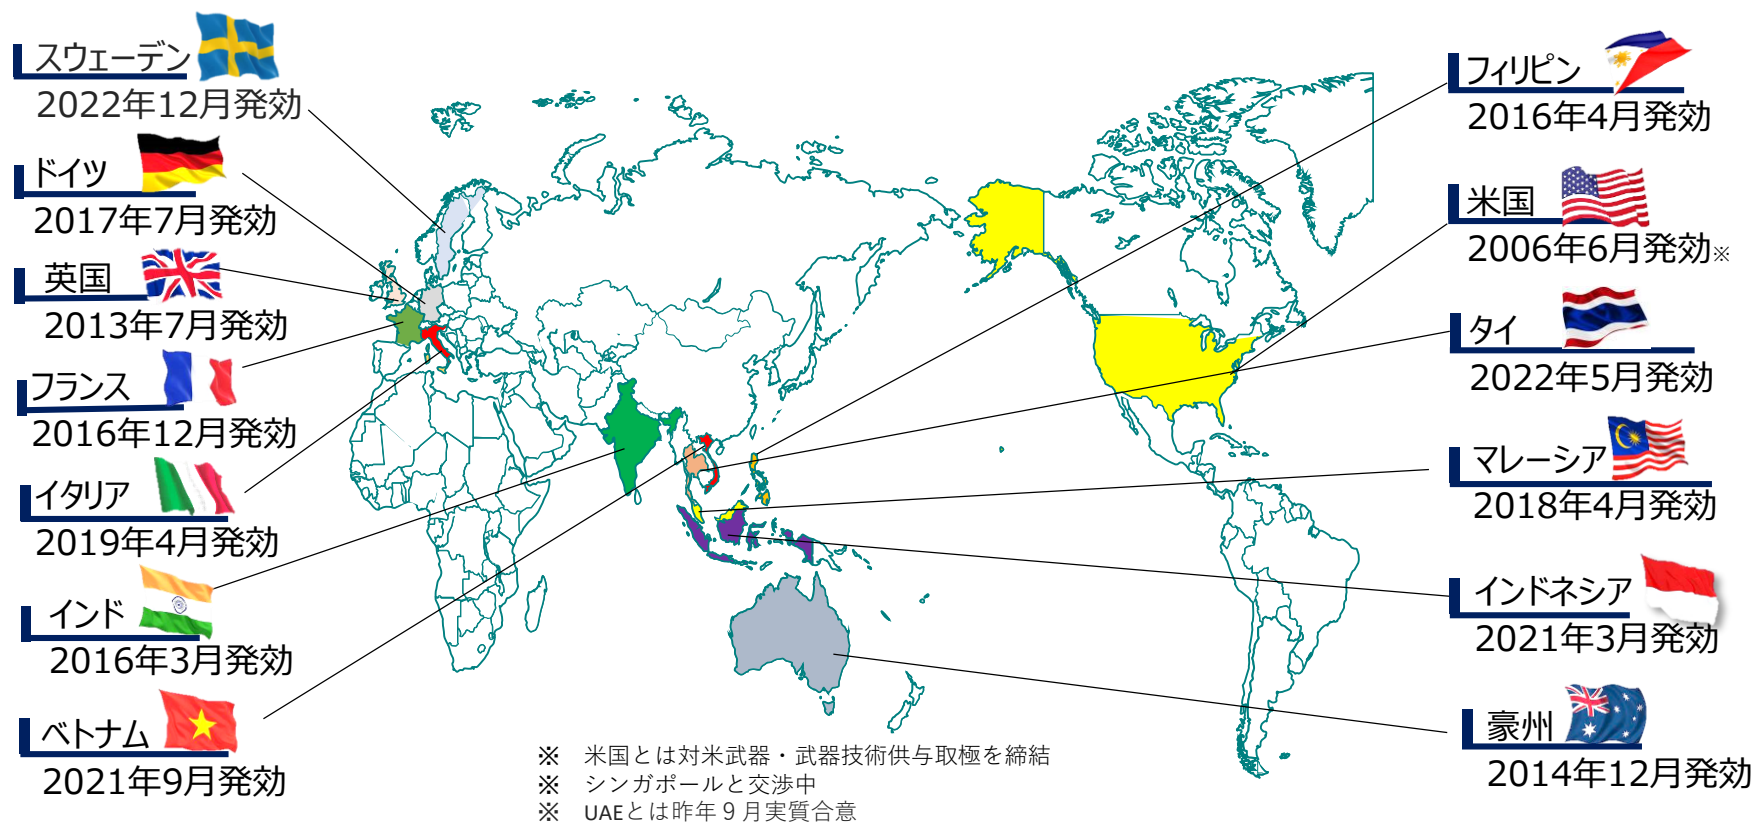 スウェーデン
2022年12月発効
ドイツ
2017年7月発効
英国
2013年7月発効
フランス
2016年12月発効
イタリア
2019年4月発効
インド
2016年3月発効
ベトナム
2021年9月発効
フィリピン
2016年4月発効
米国
2006年6月発効※
タイ
2022年5月発効
マレーシア
2018年4月発効
インドネシア
2021年3月発効
豪州
2014年12月発効
※ 米国とは対米武器・武器技術供与取極を締結
※ シンガポールと交渉中
※ UAEとは昨年９月実質合意